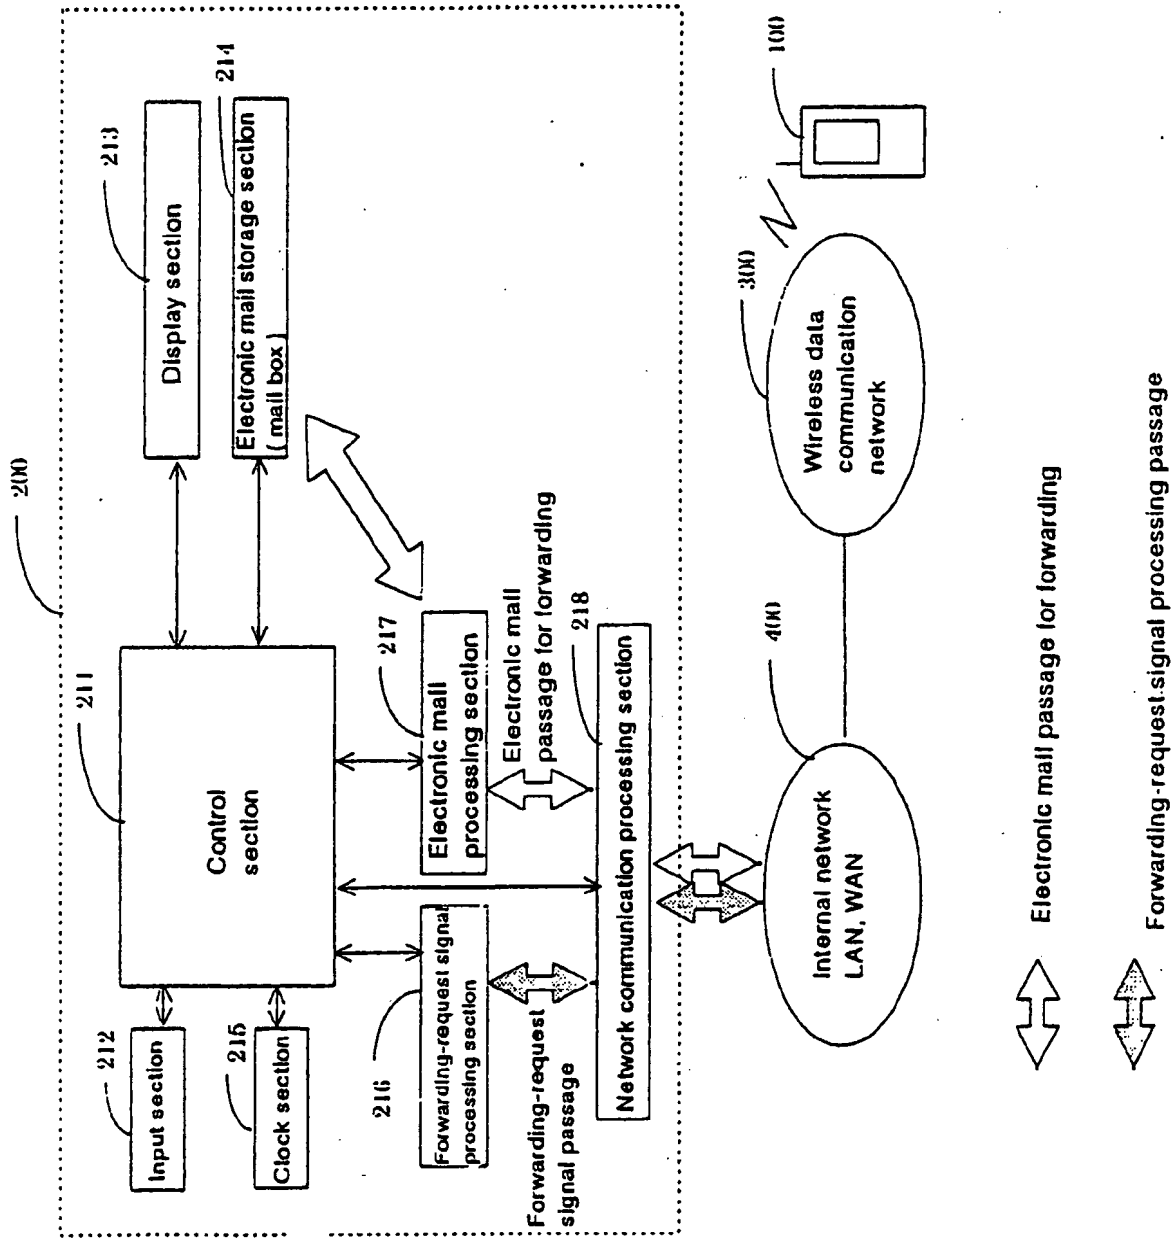 200
211
Control
section
212
Input section
215
Clock section
213
Display section
214
Electronic mail storage section
( mail box )
216
Forwarding-request signal
processing section
217
Electronic mail
processing section
Forwarding-request
signal passage
Electronic mail
passage for forwarding
218
Network communication processing section
400
Internal network
LAN, WAN
300
Wireless data
communication
network
100
Electronic mail passage for forwarding
Forwarding-request.signal processing passage